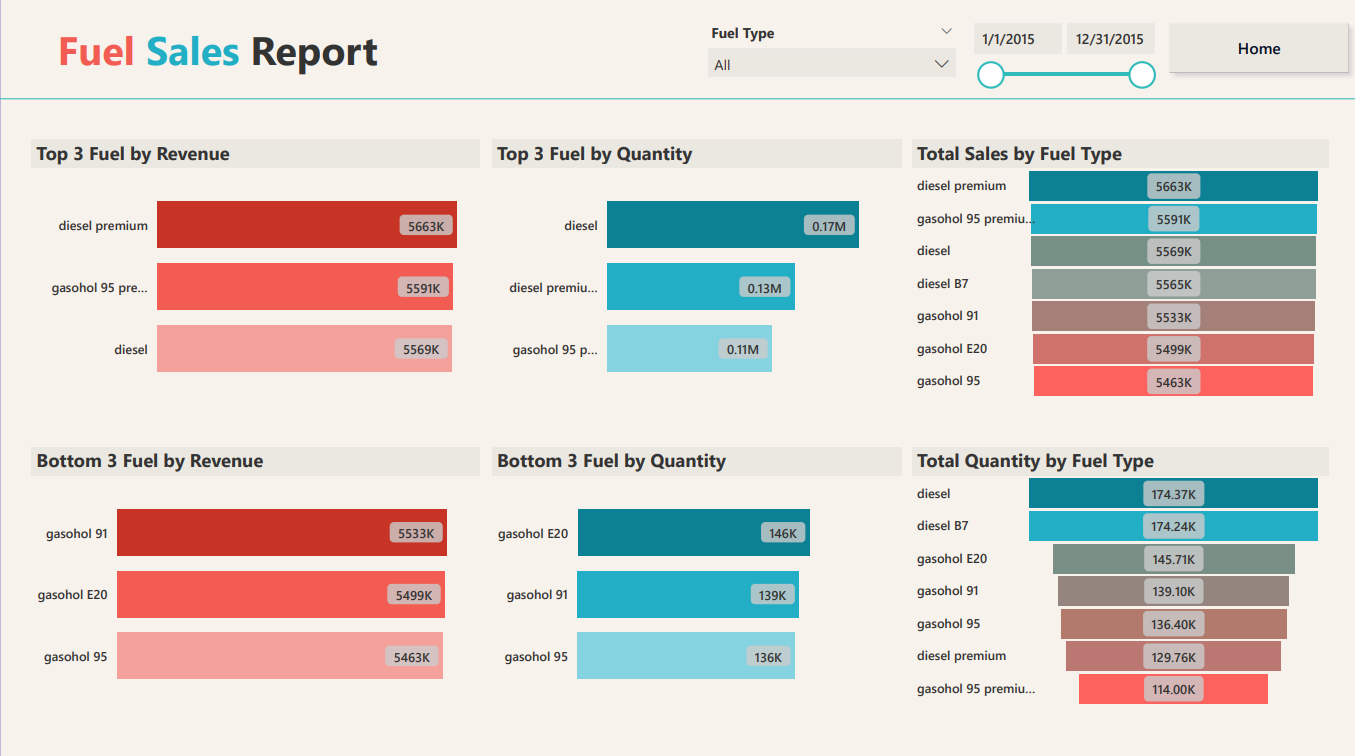 Fuel Sales Report
Fuel Type
All
1/1/2015
12/31/2015
Home
Top 3 Fuel by Revenue
diesel premium 5663K
gasohol 95 pre... 5591K
diesel 5569K
Top 3 Fuel by Quantity
diesel 0.17M
diesel premiu... 0.13M
gasohol 95 p... 0.11M
Total Sales by Fuel Type
diesel premium 5663K
gasohol 95 premiu... 5591K
diesel 5569K
diesel B7 5565K
gasohol 91 5533K
gasohol E20 5499K
gasohol 95 5463K
Bottom 3 Fuel by Revenue
gasohol 91 5533K
gasohol E20 5499K
gasohol 95 5463K
Bottom 3 Fuel by Quantity
gasohol E20 146K
gasohol 91 139K
gasohol 95 136K
Total Quantity by Fuel Type
diesel 174.37K
diesel B7 174.24K
gasohol E20 145.71K
gasohol 91 139.10K
gasohol 95 136.40K
diesel premium 129.76K
gasohol 95 premiu... 114.00K